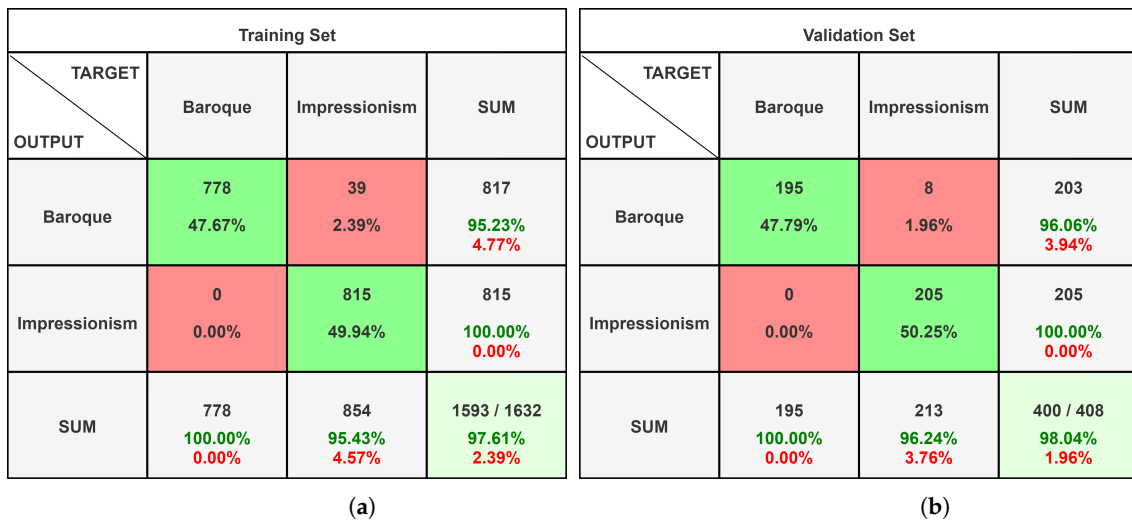 Training Set
TARGET
OUTPUT
Baroque Impressionism SUM
Baroque
778 39 817
47.67% 2.39% 95.23%
4.77%
Impressionism
0 815 815
0.00% 49.94% 100.00%
0.00%
SUM
778 854 1593 / 1632
100.00% 95.43% 97.61%
0.00% 4.57% 2.39%
(a)
Validation Set
TARGET
OUTPUT
Baroque Impressionism SUM
Baroque
195 8 203
47.79% 1.96% 96.06%
3.94%
Impressionism
0 205 205
0.00% 50.25% 100.00%
0.00%
SUM
195 213 400 / 408
100.00% 96.24% 98.04%
0.00% 3.76% 1.96%
(b)